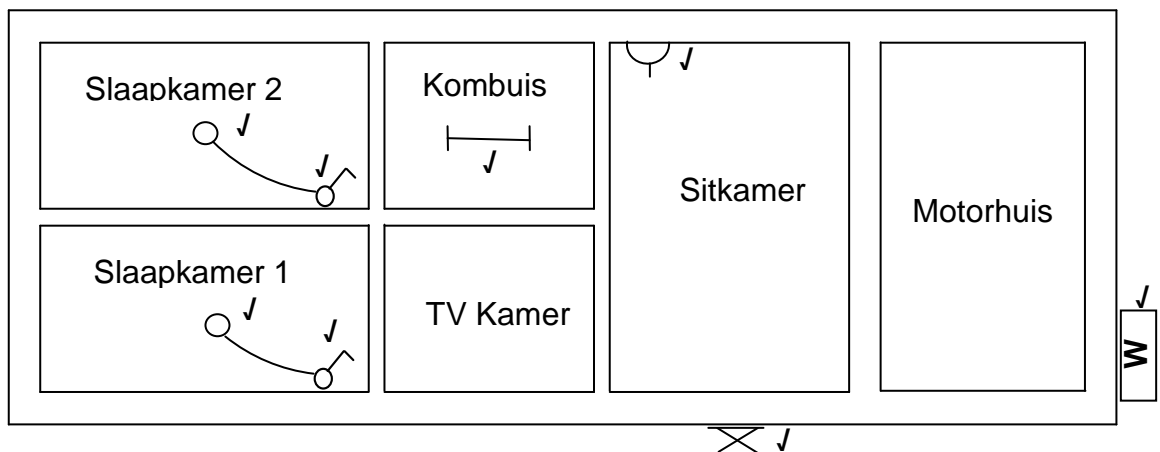 Slaapkamer 2
√
√
Kombuis
√
√
Sitkamer
Motorhuis
Slaapkamer 1
√
√
TV Kamer
√
W
√